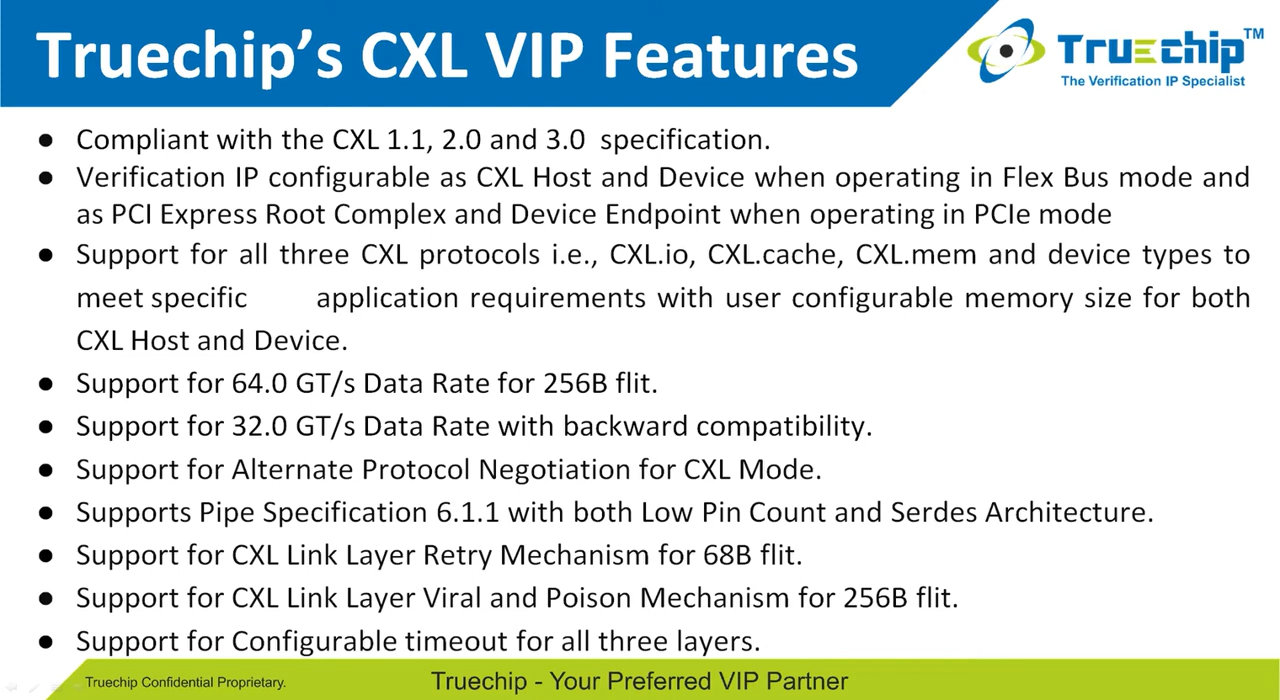 Truechip’s CXL VIP Features
Truechip™
The Verification IP Specialist
● Compliant with the CXL 1.1, 2.0 and 3.0 specification.
● Verification IP configurable as CXL Host and Device when operating in Flex Bus mode and
as PCI Express Root Complex and Device Endpoint when operating in PCIe mode
● Support for all three CXL protocols i.e., CXL.io, CXL.cache, CXL.mem and device types to
meet specific application requirements with user configurable memory size for both
CXL Host and Device.
● Support for 64.0 GT/s Data Rate for 256B flit.
● Support for 32.0 GT/s Data Rate with backward compatibility.
● Support for Alternate Protocol Negotiation for CXL Mode.
● Supports Pipe Specification 6.1.1 with both Low Pin Count and Serdes Architecture.
● Support for CXL Link Layer Retry Mechanism for 68B flit.
● Support for CXL Link Layer Viral and Poison Mechanism for 256B flit.
● Support for Configurable timeout for all three layers.
Truechip Confidential Proprietary.
Truechip - Your Preferred VIP Partner